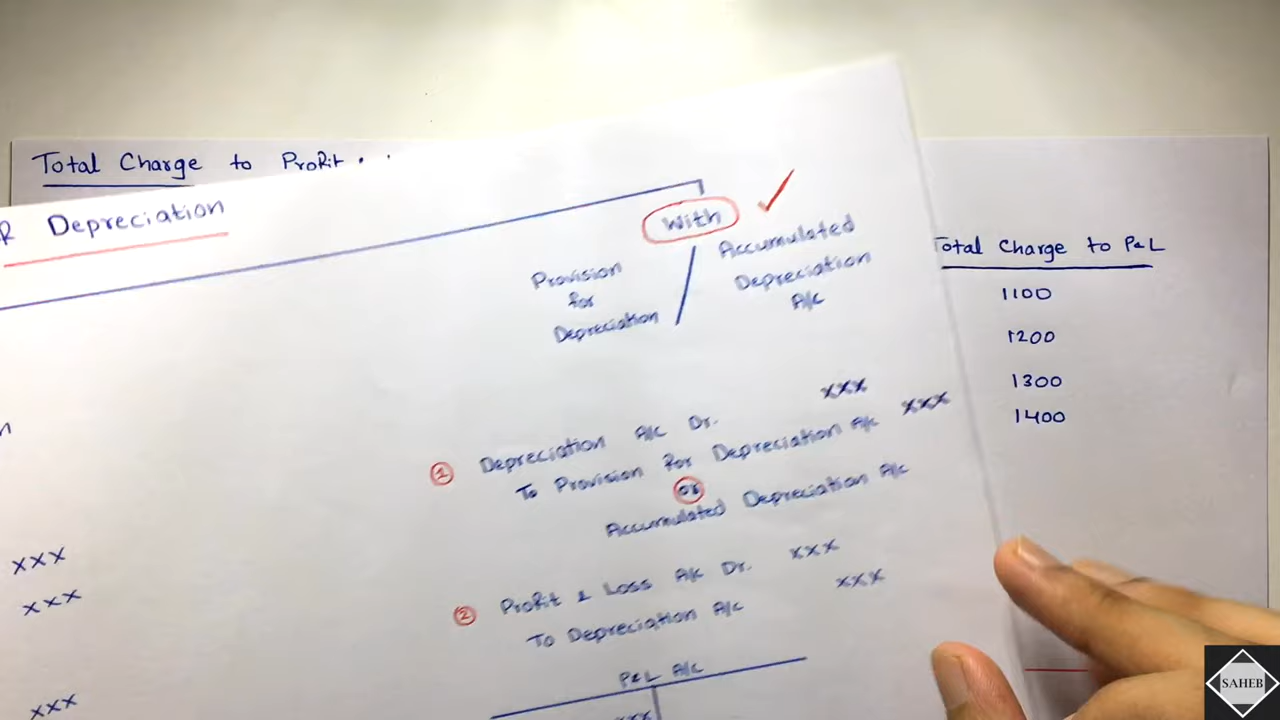 Total Charge to Profit
Depreciation
With
Provision
for
Depreciation
Accumulated
Depreciation
A/c
① Depreciation A/c Dr. xxx
To Provision for Depreciation A/c xxx
or
Accumulated Depreciation A/c
② Profit & Loss A/c Dr. xxx
To Depreciation A/c xxx
P&L A/c
xxx
xxx
xxx
xxx
Total Charge to P&L
1100
1200
1300
1400
SAHEB